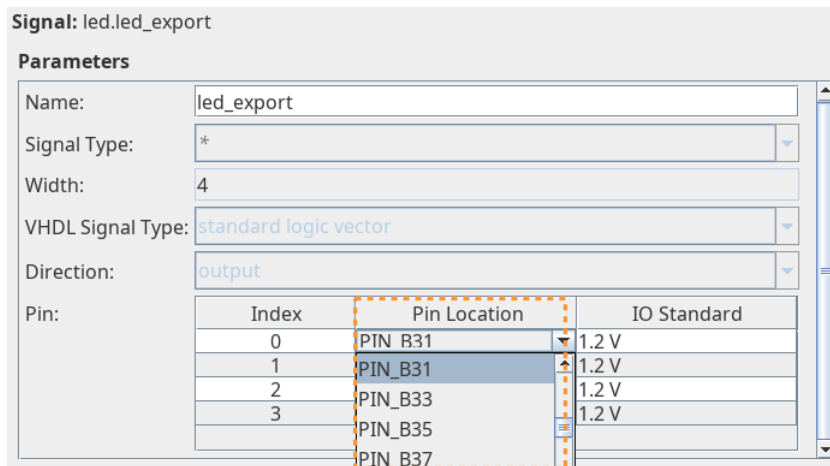 Signal: led.led_export
Parameters
Name: led_export
Signal Type: *
Width: 4
VHDL Signal Type: standard logic vector
Direction: output
Pin: Index Pin Location IO Standard
0 PIN_B31 1.2 V
1 PIN_B31 1.2 V
2 PIN_B33 1.2 V
3 PIN_B35 1.2 V
PIN_B37